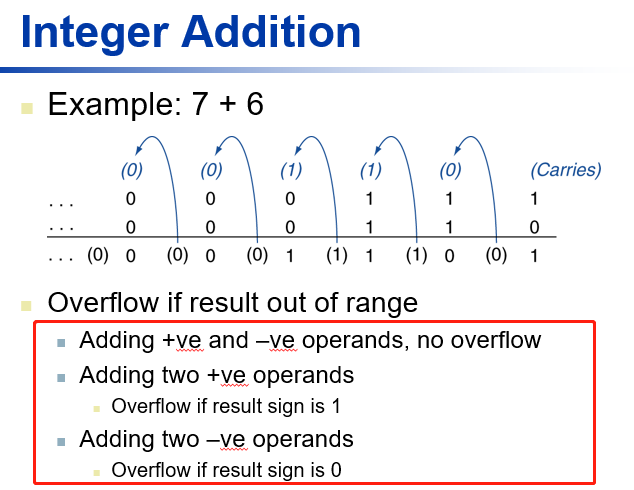 Integer Addition
Example: 7 + 6
(0) (0) (1) (1) (0) (Carries)
. . . 0 0 0 1 1 1
. . . 0 0 0 1 1 0
. . . (0) 0 (0) 0 (0) 1 (1) 1 (1) 0 (0) 1
Overflow if result out of range
Adding +ve and –ve operands, no overflow
Adding two +ve operands
Overflow if result sign is 1
Adding two –ve operands
Overflow if result sign is 0